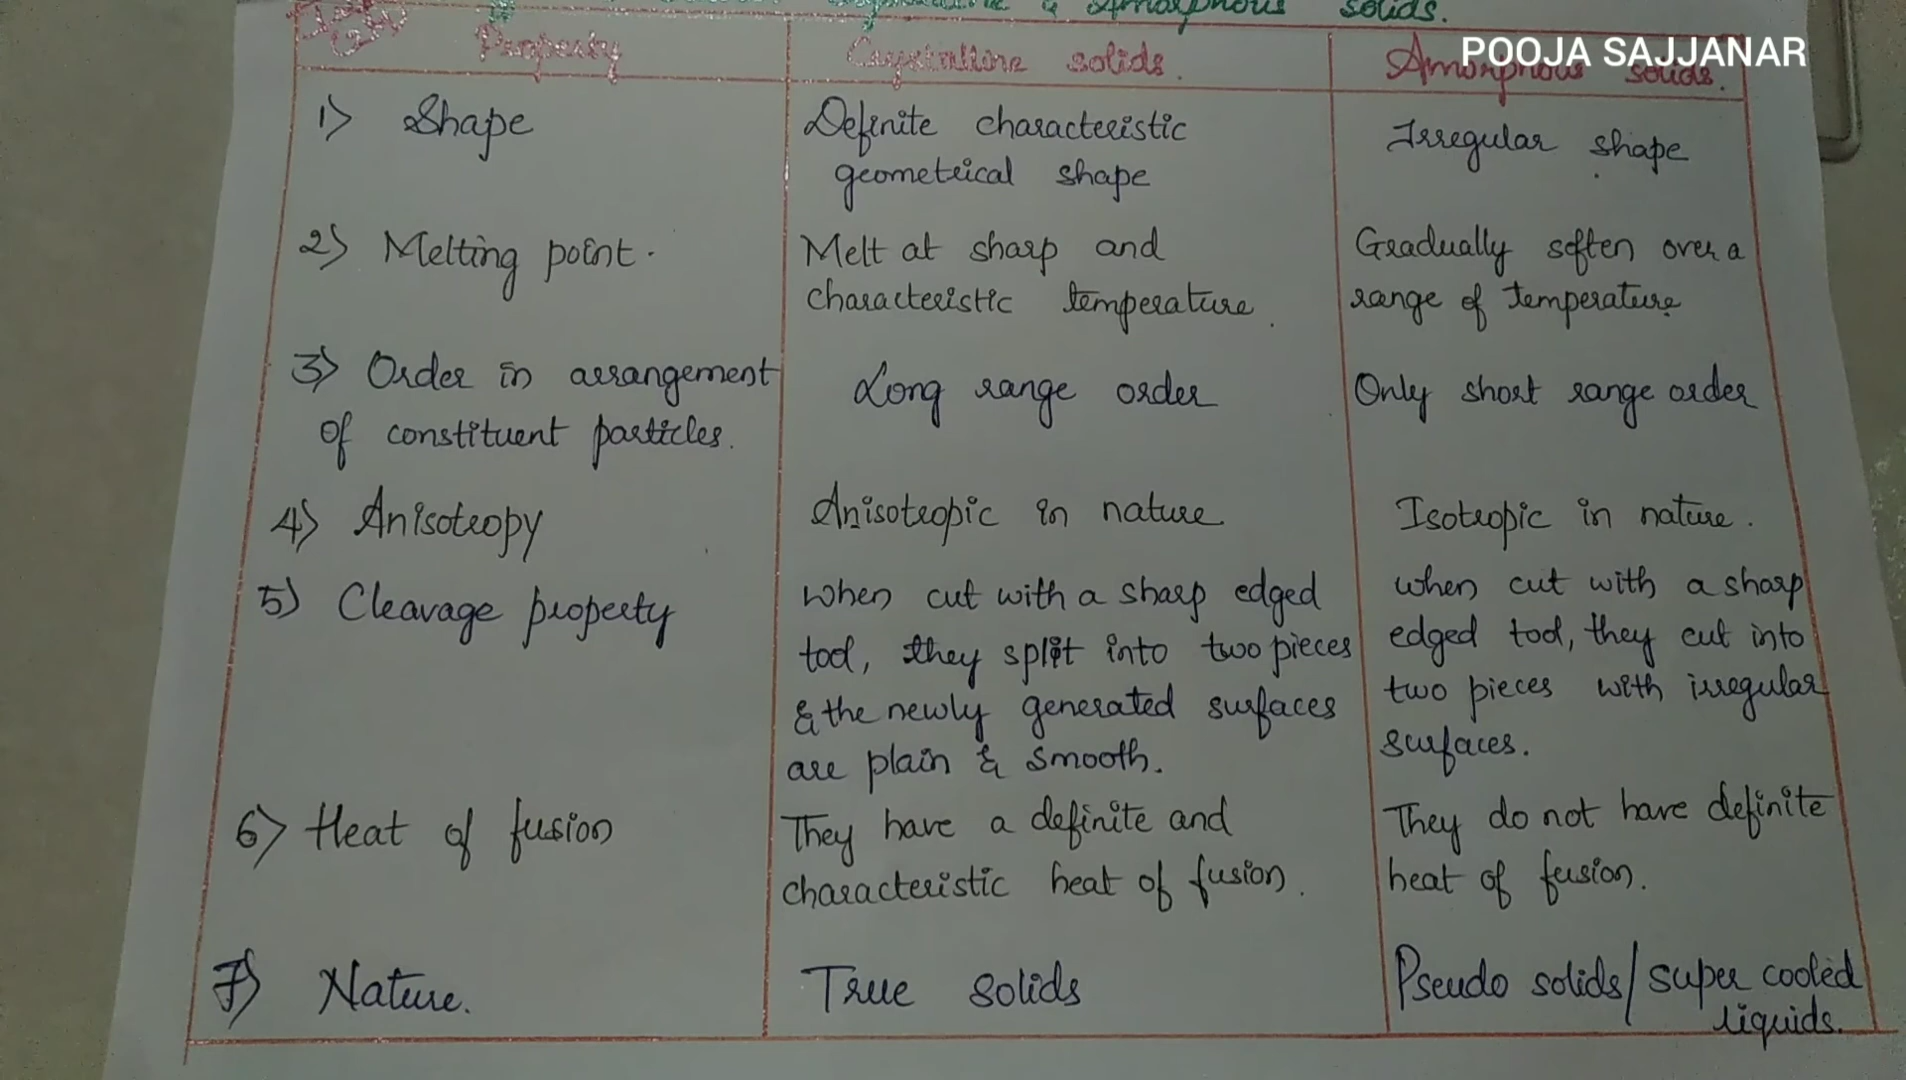 & Amorphous solids.
POOJA SAJJANAR
Property Crystalline solids. Amorphous solids.
1) Shape
Definite characteristic
geometrical shape
Irregular shape
2) Melting point.
Melt at sharp and
characteristic temperature.
Gradually soften over a
range of temperature.
3) Order in arrangement
of constituent particles.
Long range order
Only short range order
4) Anisotropy
Anisotropic in nature
Isotropic in nature.
5) Cleavage property
when cut with a sharp edged
tool, they split into two pieces
& the newly generated surfaces
are plain & smooth.
when cut with a sharp
edged tool, they cut into
two pieces with irregular
surfaces.
6) Heat of fusion
They have a definite and
characteristic heat of fusion.
They do not have definite
heat of fusion.
7) Nature.
True solids
Pseudo solids/super cooled
liquids.